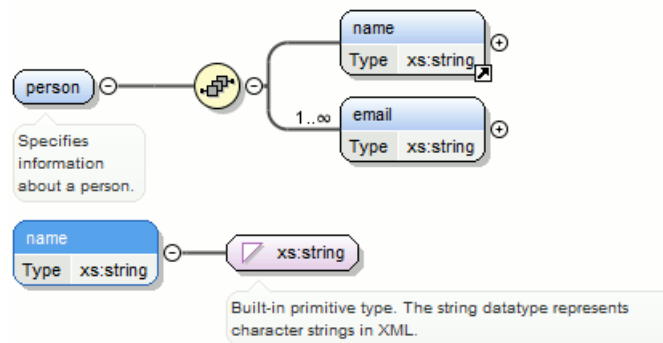 name
Type xs:string
person
1..∞
email
Type xs:string
Specifies
information
about a person.
name
Type xs:string
xs:string
Built-in primitive type. The string datatype represents
character strings in XML.